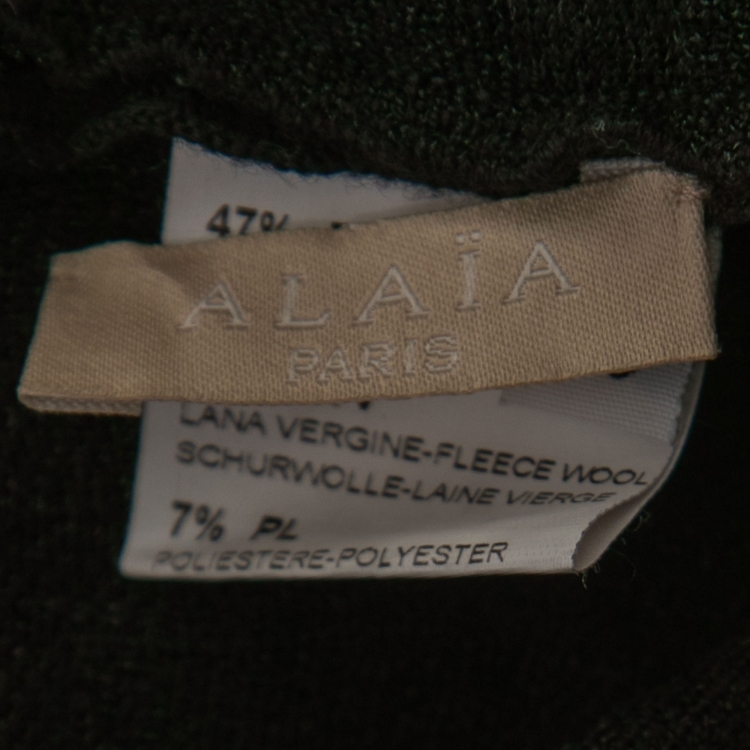 47%
ALAÏA
PARIS
LANA VERGINE-FLEECE WOOL
SCHURWOLLE-LAINE VIERGE
7% PL
POLIESTERE-POLYESTER